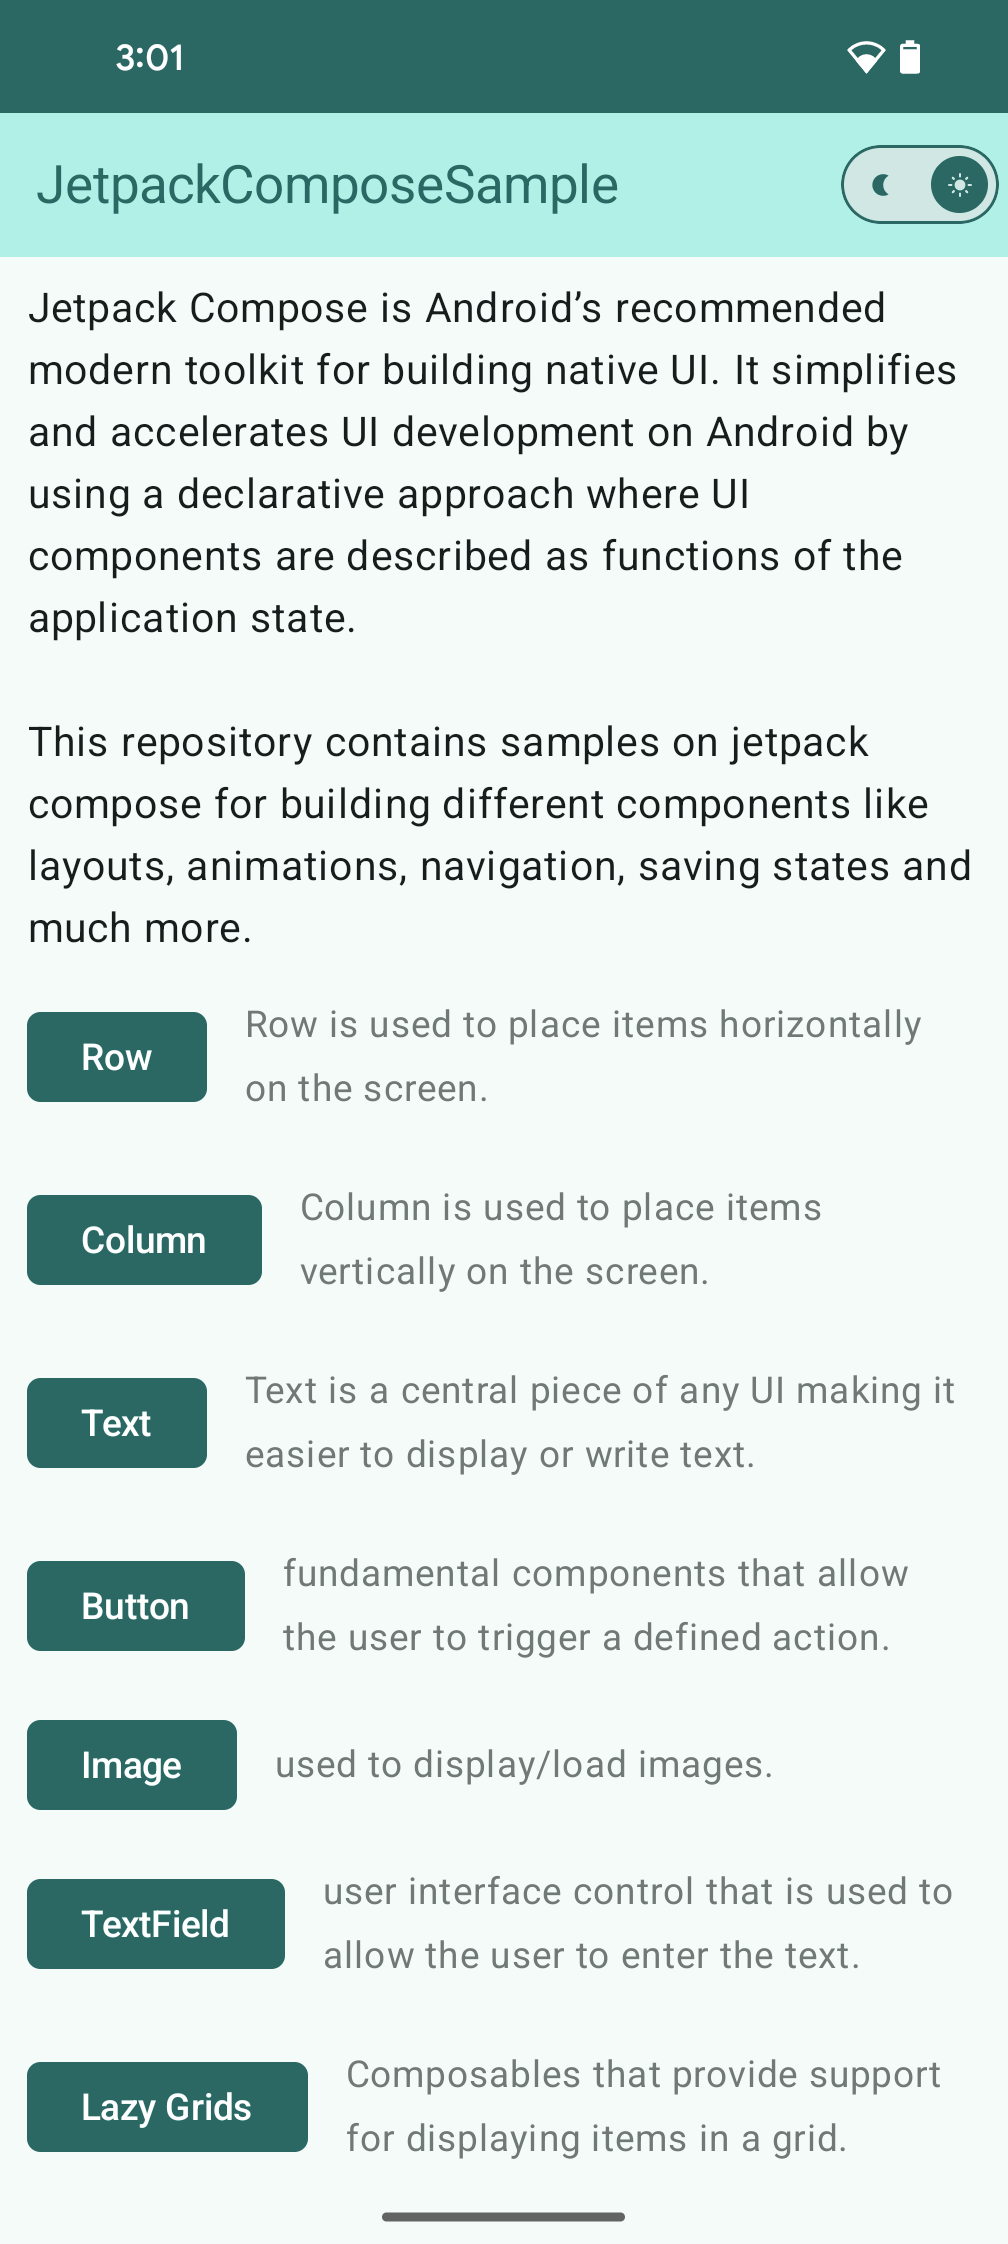 3:01
JetpackComposeSample
Jetpack Compose is Android’s recommended
modern toolkit for building native UI. It simplifies
and accelerates UI development on Android by
using a declarative approach where UI
components are described as functions of the
application state.
This repository contains samples on jetpack
compose for building different components like
layouts, animations, navigation, saving states and
much more.
Row
Row is used to place items horizontally
on the screen.
Column
Column is used to place items
vertically on the screen.
Text
Text is a central piece of any UI making it
easier to display or write text.
Button
fundamental components that allow
the user to trigger a defined action.
Image
used to display/load images.
TextField
user interface control that is used to
allow the user to enter the text.
Lazy Grids
Composables that provide support
for displaying items in a grid.